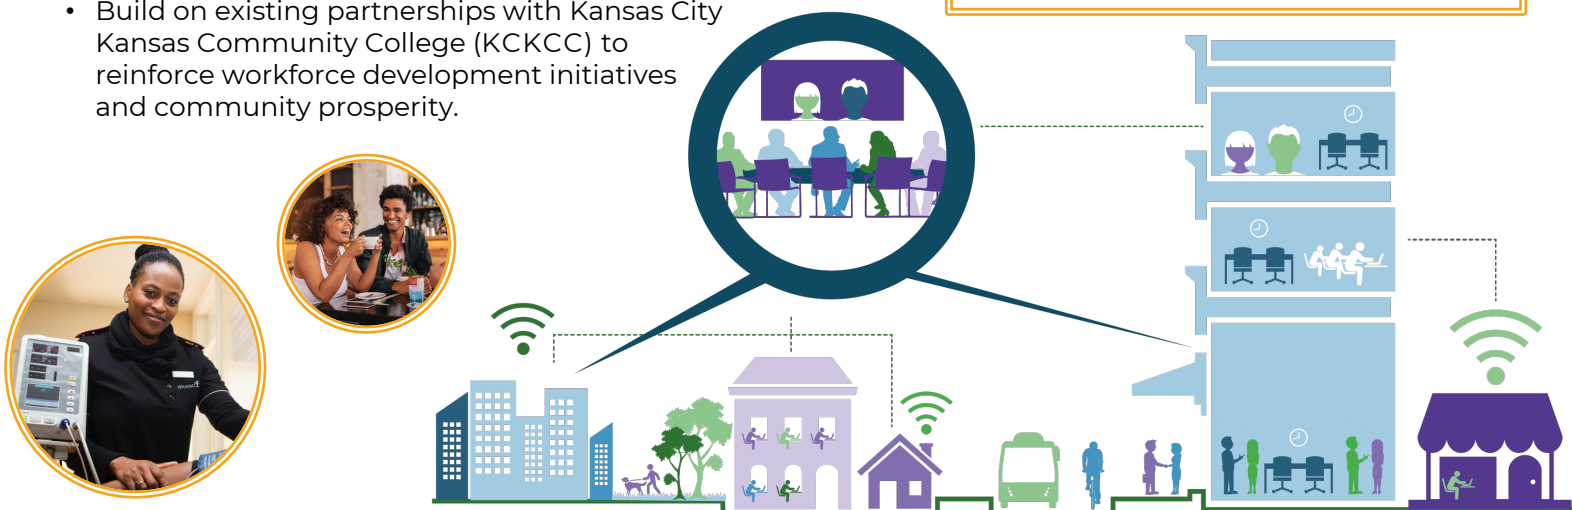 • Build on existing partnerships with Kansas City
Kansas Community College (KCKCC) to
reinforce workforce development initiatives
and community prosperity.